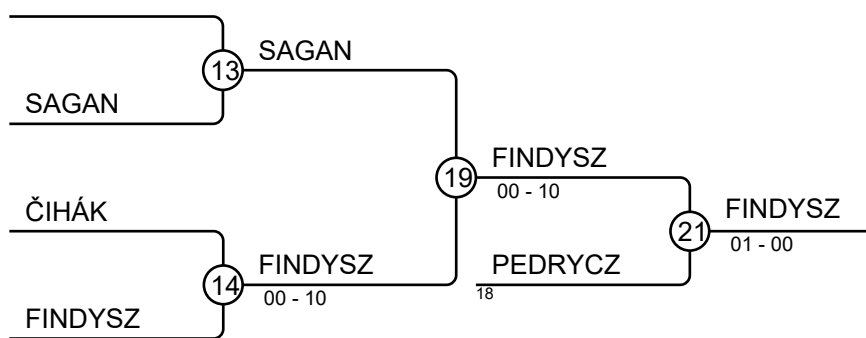 SAGAN
13
SAGAN
ČIHÁK
14
FINDYSZ
00 - 10
FINDYSZ
19
FINDYSZ
00 - 10
PEDRYCZ
18
21
FINDYSZ
01 - 00